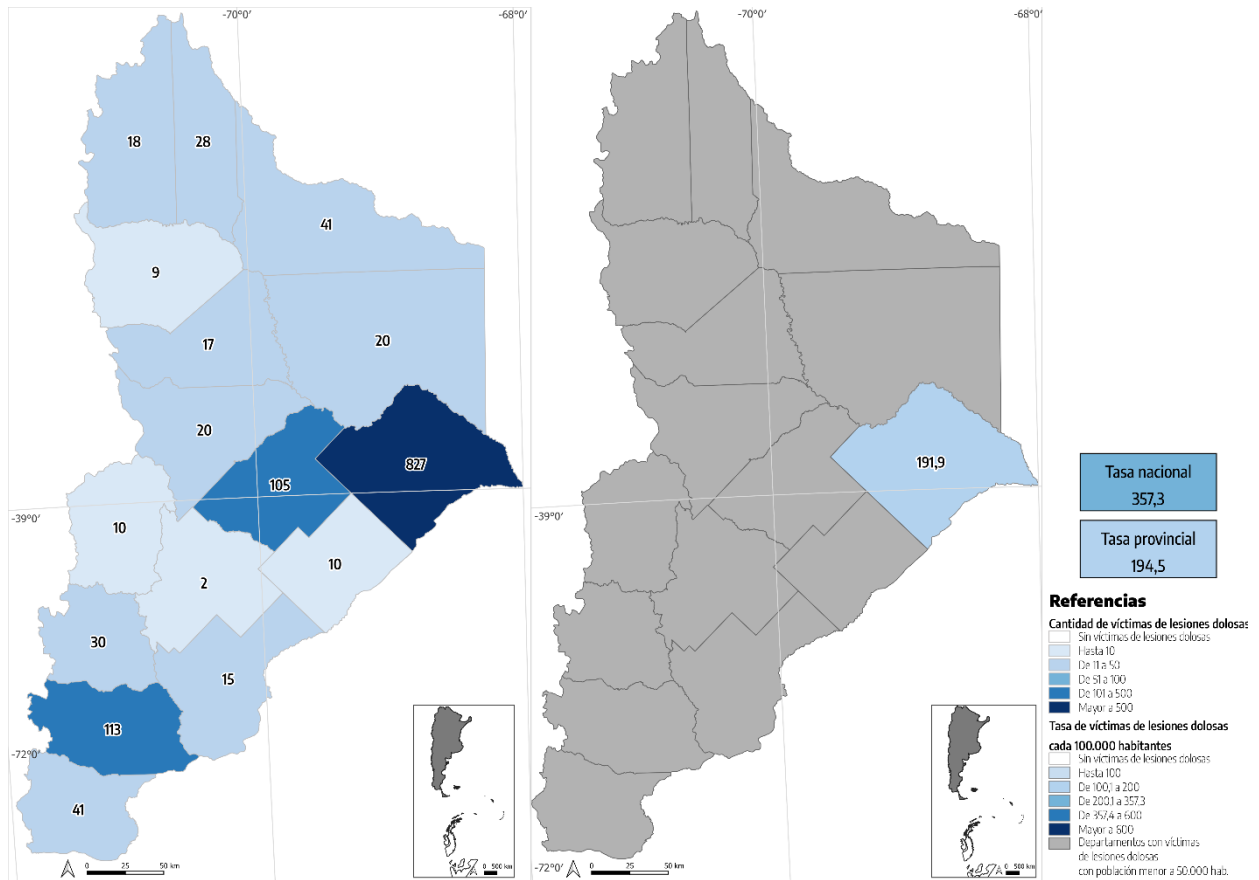 -70°0'
-68°0'
18
28
41
9
17
20
20
827
105
-39°0'
10
2
10
30
15
113
-72°0'
41
0 25 50 km
0 500 km
-70°0'
-68°0'
191,9
-39°0'
-72°0'
0 25 50 km
0 500 km
Tasa nacional
357,3
Tasa provincial
194,5
Referencias
Cantidad de víctimas de lesiones dolosas
Sin víctimas de lesiones dolosas
Hasta 10
De 11 a 50
De 51 a 100
De 101 a 500
Mayor a 500
Tasa de víctimas de lesiones dolosas
cada 100.000 habitantes
Sin víctimas de lesiones dolosas
Hasta 100
De 100,1 a 200
De 200,1 a 357,3
De 357,4 a 600
Mayor a 600
Departamentos con víctimas
de lesiones dolosas
con población menor a 50.000 hab.